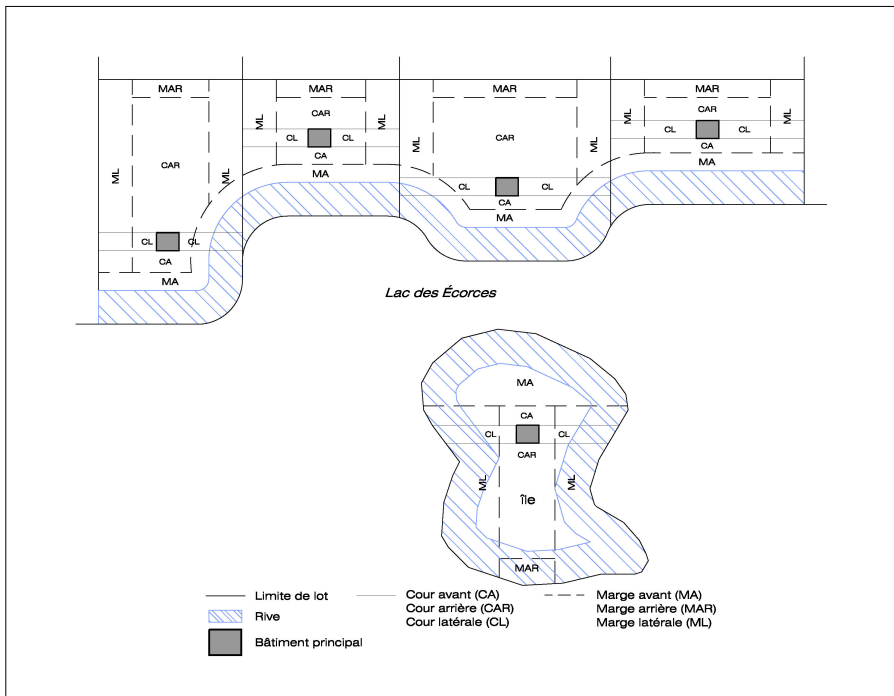 MAR MAR MAR MAR
CAR
CAR
ML ML ML ML
CL CL
CL CL
ML ML CAR ML ML
CA
CA
CAR
MA
MA
CL CL
CA
MA
CL CL
CA
MA
Lac des Écorces
MA
CA
CL CL
CAR
ML ML
île
MAR
Limite de lot
Rive
Bâtiment principal
Cour avant (CA)
Cour arrière (CAR)
Cour latérale (CL)
Marge avant (MA)
Marge arrière (MAR)
Marge latérale (ML)